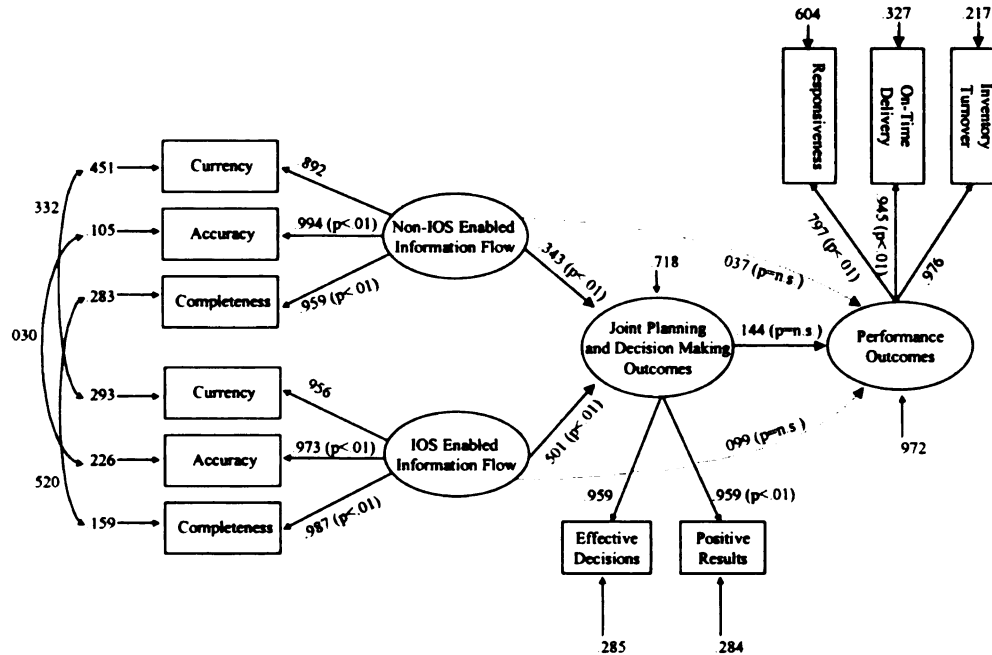 604
.327
.217
Responsiveness
On-Time
Delivery
Inventory
Turnover
.797 (p<.01)
.945 (p<.01)
.976
451
Currency
892
332
.105
Accuracy
.994 (p<.01)
Non-IOS Enabled
Information Flow
.283
Completeness
.959 (p<.01)
.343 (p<.01)
.718
037 (p=n.s)
030
Joint Planning
and Decision Making
Outcomes
144 (p=n.s)
Performance
Outcomes
.293
Currency
956
.501 (p<.01)
099 (p=n.s)
.972
226
Accuracy
.973 (p<.01)
IOS Enabled
Information Flow
520
159
Completeness
.987 (p<.01)
.959
.959 (p<.01)
Effective
Decisions
Positive
Results
.285
.284